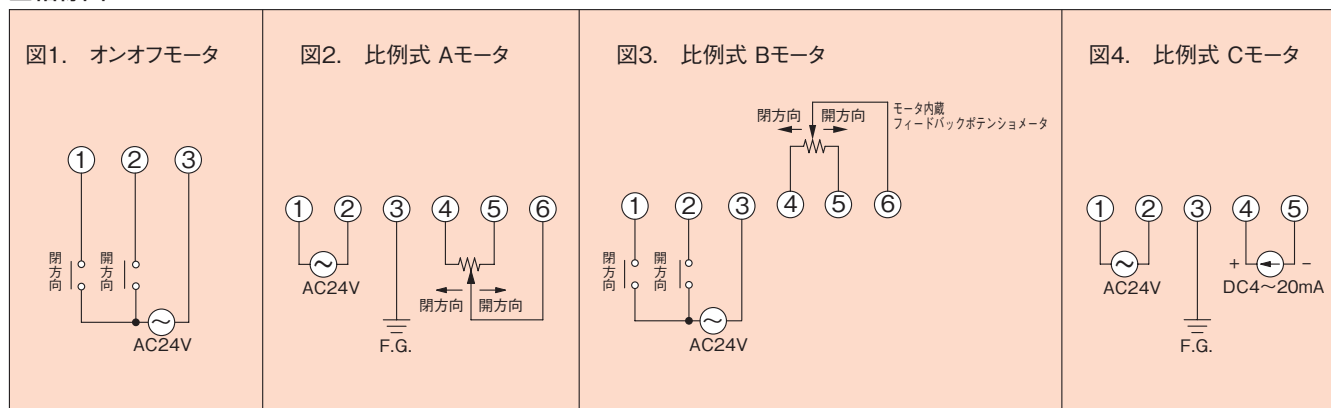 図1. オンオフモータ
①
②
③
閉方向
開方向
AC24V
図2. 比例式 Aモータ
①
②
③
④
⑤
⑥
AC24V
閉方向
開方向
F.G.
図3. 比例式 Bモータ
閉方向
開方向
モータ内蔵
フィードバックポテンショメータ
①
②
③
④
⑤
⑥
閉方向
開方向
AC24V
図4. 比例式 Cモータ
①
②
③
④
⑤
AC24V
+
−
DC4〜20mA
F.G.